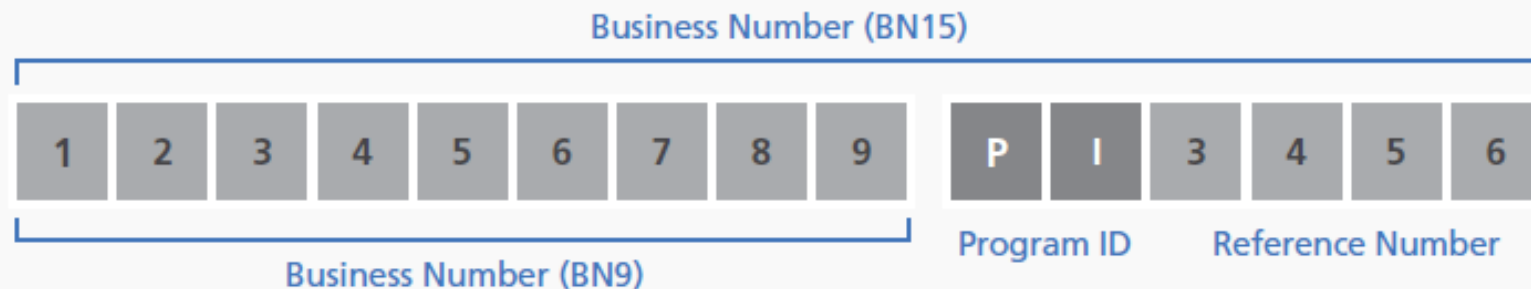 Business Number (BN15)
1 2 3 4 5 6 7 8 9 P I 3 4 5 6
Program ID Reference Number
Business Number (BN9)